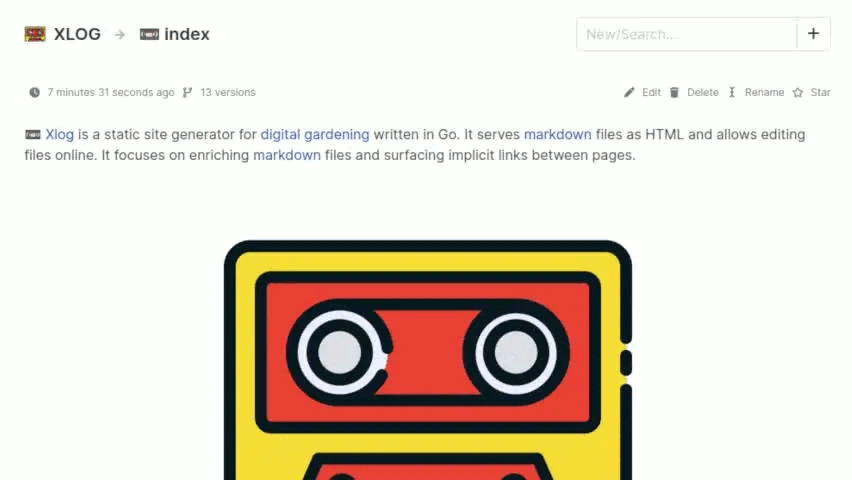 XLOG → index
New/Search... +
7 minutes 31 seconds ago 13 versions
Edit Delete Rename Star
Xlog is a static site generator for digital gardening written in Go. It serves markdown files as HTML and allows editing
files online. It focuses on enriching markdown files and surfacing implicit links between pages.